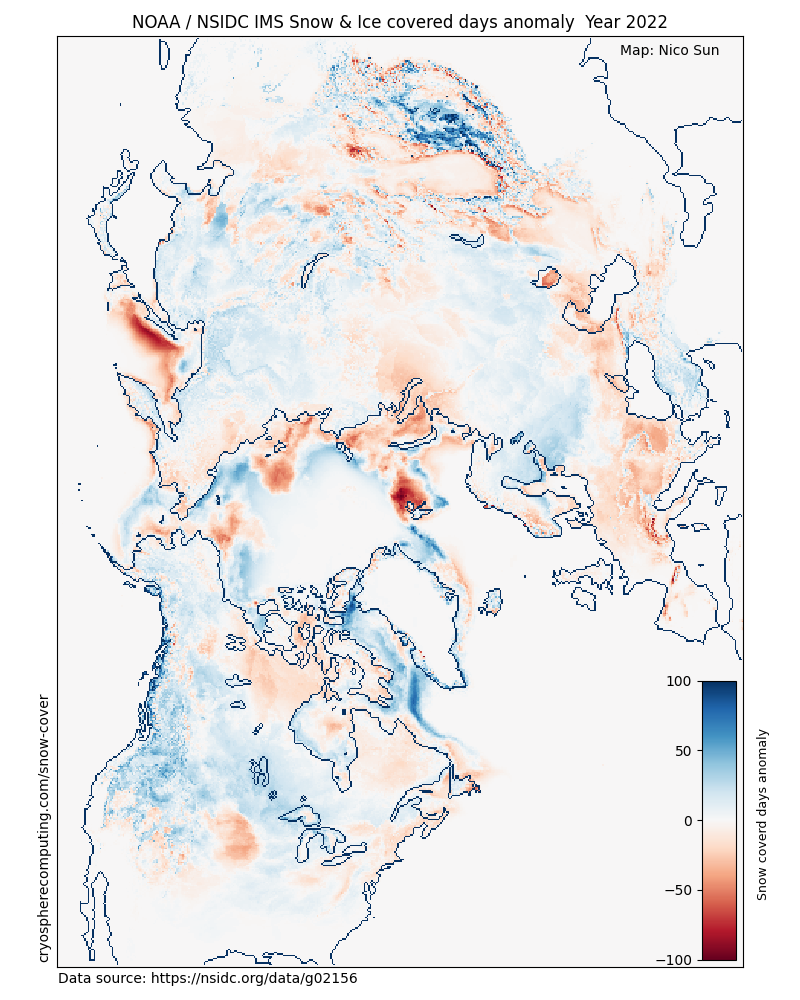 NOAA / NSIDC IMS Snow & Ice covered days anomaly  Year 2022
Map: Nico Sun
cryospherecomputing.com/snow-cover
100
50
0
−50
−100
Snow coverd days anomaly
Data source: https://nsidc.org/data/g02156